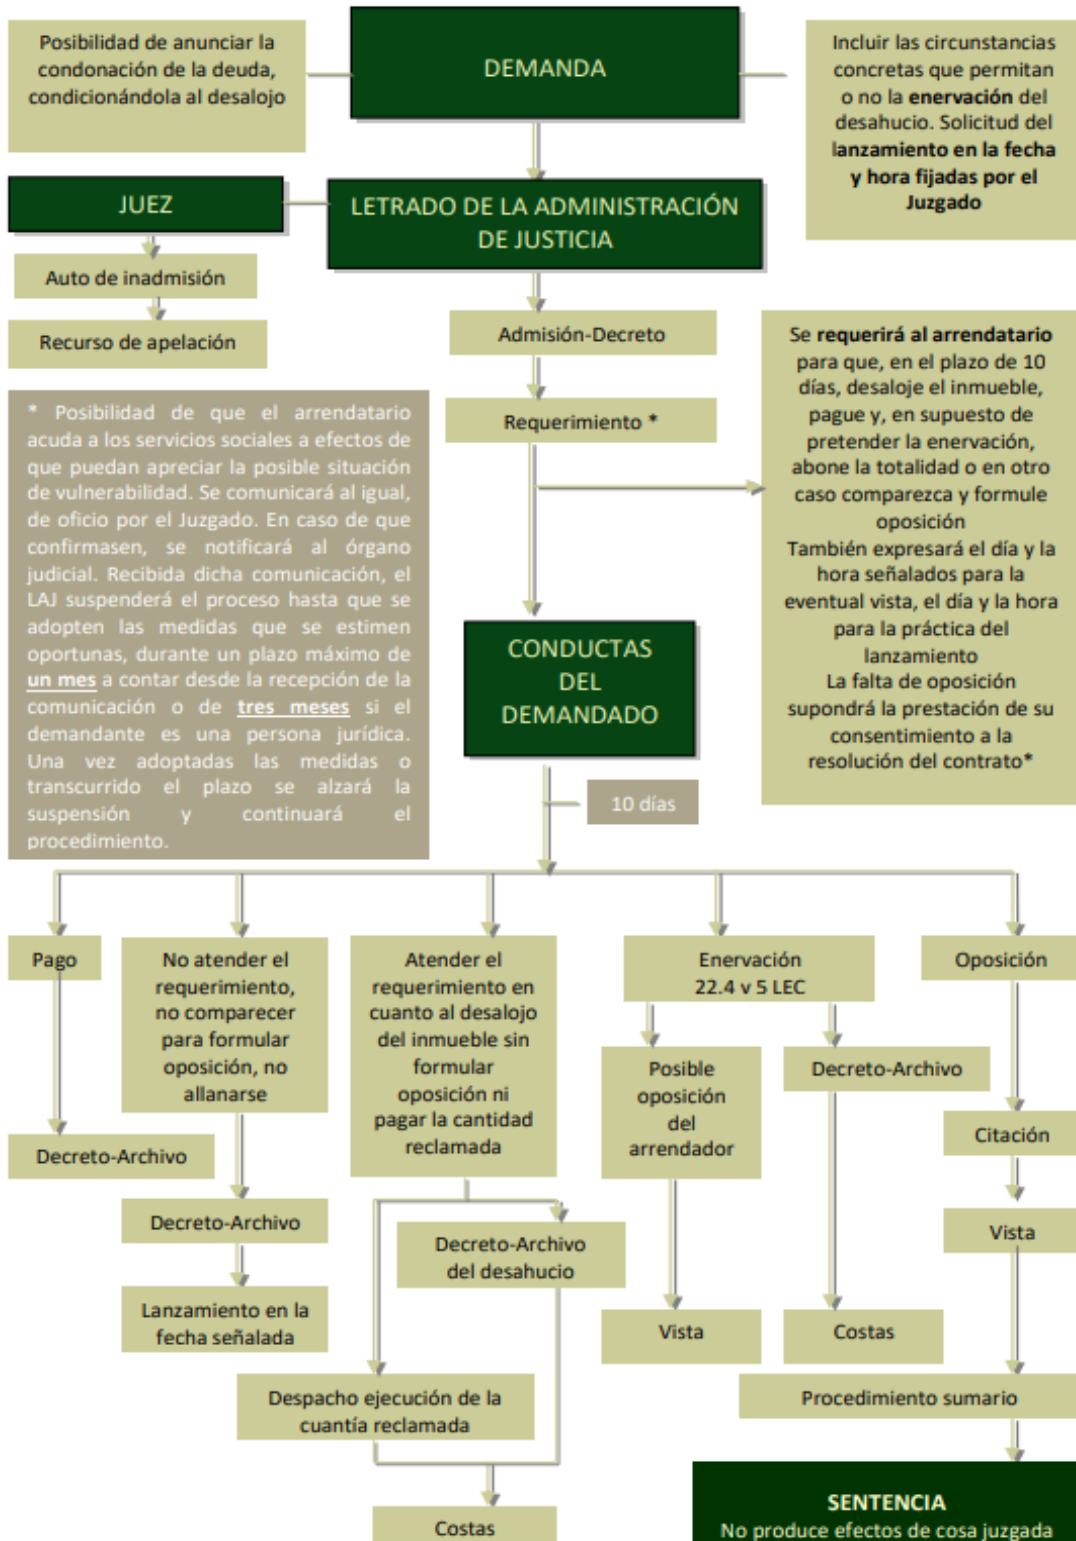 Posibilidad de anunciar la
condonación de la deuda,
condicionándola al desalojo
DEMANDA
Incluir las circunstancias
concretas que permitan
o no la enervación del
desahucio. Solicitud del
lanzamiento en la fecha
y hora fijadas por el
Juzgado
JUEZ
LETRADO DE LA ADMINISTRACIÓN
DE JUSTICIA
Auto de inadmisión
Recurso de apelación
Admisión-Decreto
Requerimiento *
Se requerirá al arrendatario
para que, en el plazo de 10
días, desaloje el inmueble,
pague y, en supuesto de
pretender la enervación,
abone la totalidad o en otro
caso comparezca y formule
oposición
También expresará el día y la
hora señalados para la
eventual vista, el día y la hora
para la práctica del
lanzamiento
La falta de oposición
supondrá la prestación de su
consentimiento a la
resolución del contrato*
* Posibilidad de que el arrendatario
acuda a los servicios sociales a efectos de
que puedan apreciar la posible situación
de vulnerabilidad. Se comunicará al igual,
de oficio por el Juzgado. En caso de que
confirmasen, se notificará al órgano
judicial. Recibida dicha comunicación, el
LAJ suspenderá el proceso hasta que se
adopten las medidas que se estimen
oportunas, durante un plazo máximo de
un mes a contar desde la recepción de la
comunicación o de tres meses si el
demandante es una persona jurídica.
Una vez adoptadas las medidas o
transcurrido el plazo se alzará la
suspensión y continuará el
procedimiento.
CONDUCTAS
DEL
DEMANDADO
10 días
Pago
No atender el
requerimiento,
no comparecer
para formular
oposición, no
allanarse
Atender el
requerimiento en
cuanto al desalojo
del inmueble sin
formular
oposición ni
pagar la cantidad
reclamada
Enervación
22.4 v 5 LEC
Oposición
Posible
oposición
del
arrendador
Decreto-Archivo
Citación
Decreto-Archivo
Decreto-Archivo
Decreto-Archivo
del desahucio
Vista
Lanzamiento en la
fecha señalada
Vista
Costas
Despacho ejecución de la
cuantía reclamada
Procedimiento sumario
Costas
SENTENCIA
No produce efectos de cosa juzgada